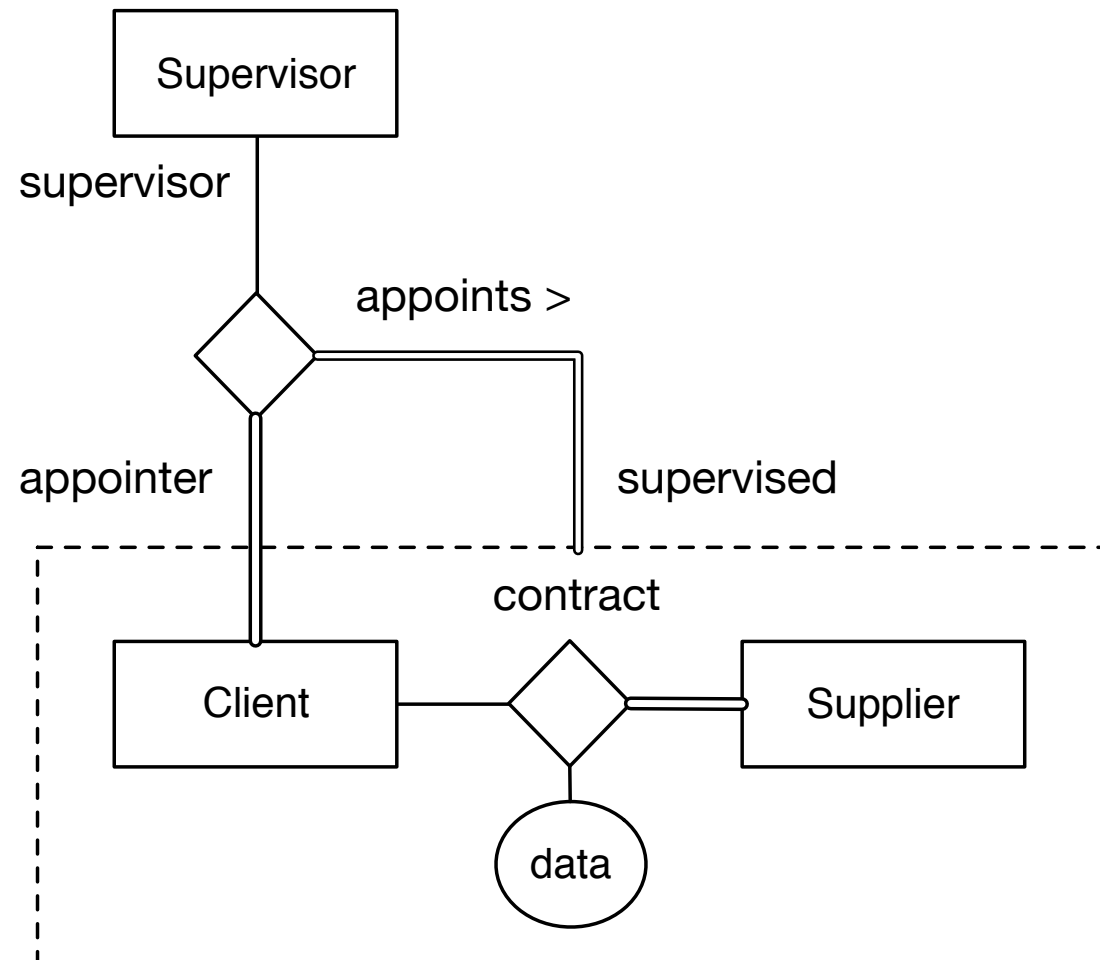 Supervisor
supervisor
appoints >
appointer
supervised
contract
Client
Supplier
data